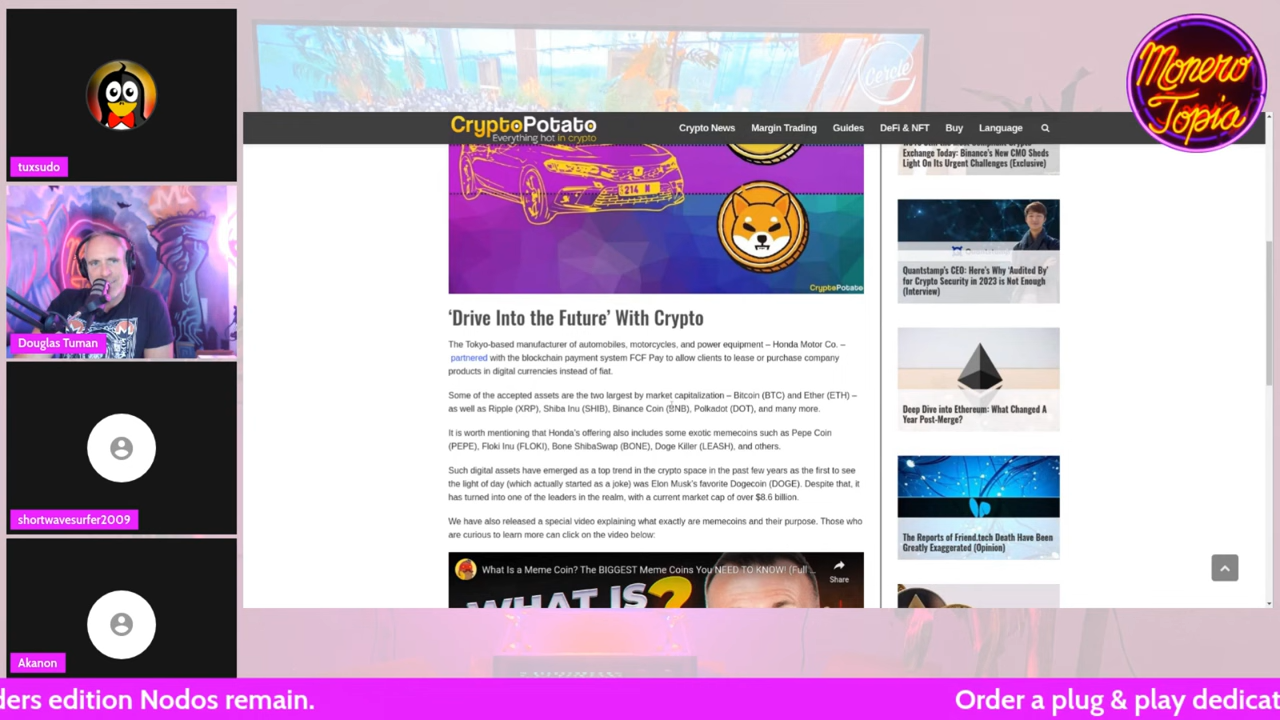 tuxsudo
Douglas Tuman
shortwavesurfer2009
Akanon
Cercle
Monero
Topia
CryptoPotato
Everything hot in crypto
Crypto News
Margin Trading
Guides
DeFi & NFT
Buy
Language
214
CryptoPotato
'Drive Into the Future' With Crypto
The Tokyo-based manufacturer of automobiles, motorcycles, and power equipment – Honda Motor Co. –
partnered with the blockchain payment system FCF Pay to allow clients to lease or purchase company
products in digital currencies instead of fiat.
Some of the accepted assets are the two largest by market capitalization – Bitcoin (BTC) and Ether (ETH) –
as well as Ripple (XRP), Shiba Inu (SHIB), Binance Coin (BNB), Polkadot (DOT), and many more.
It is worth mentioning that Honda's offering also includes some exotic memecoins such as Pepe Coin
(PEPE), Floki Inu (FLOKI), Bone ShibaSwap (BONE), Doge Killer (LEASH), and others.
Such digital assets have emerged as a top trend in the crypto space in the past few years as the first to see
the light of day (which actually started as a joke) was Elon Musk's favorite Dogecoin (DOGE). Despite that, it
has turned into one of the leaders in the realm, with a current market cap of over $8.6 billion.
We have also released a special video explaining what exactly are memecoins and their purpose. Those who
are curious to learn more can click on the video below:
What Is a Meme Coin? The BIGGEST Meme Coins You NEED TO KNOW! (Full ...
Share
WHAT IS?
Exchange Today: Binance's New CMO Sheds
Light On Its Urgent Challenges (Exclusive)
Quantstamp's CEO: Here's Why 'Audited By'
for Crypto Security in 2023 is Not Enough
(Interview)
Deep Dive into Ethereum: What Changed A
Year Post-Merge?
The Reports of Friend.tech Death Have Been
Greatly Exaggerated (Opinion)
ders edition Nodos remain.
Order a plug & play dedicat